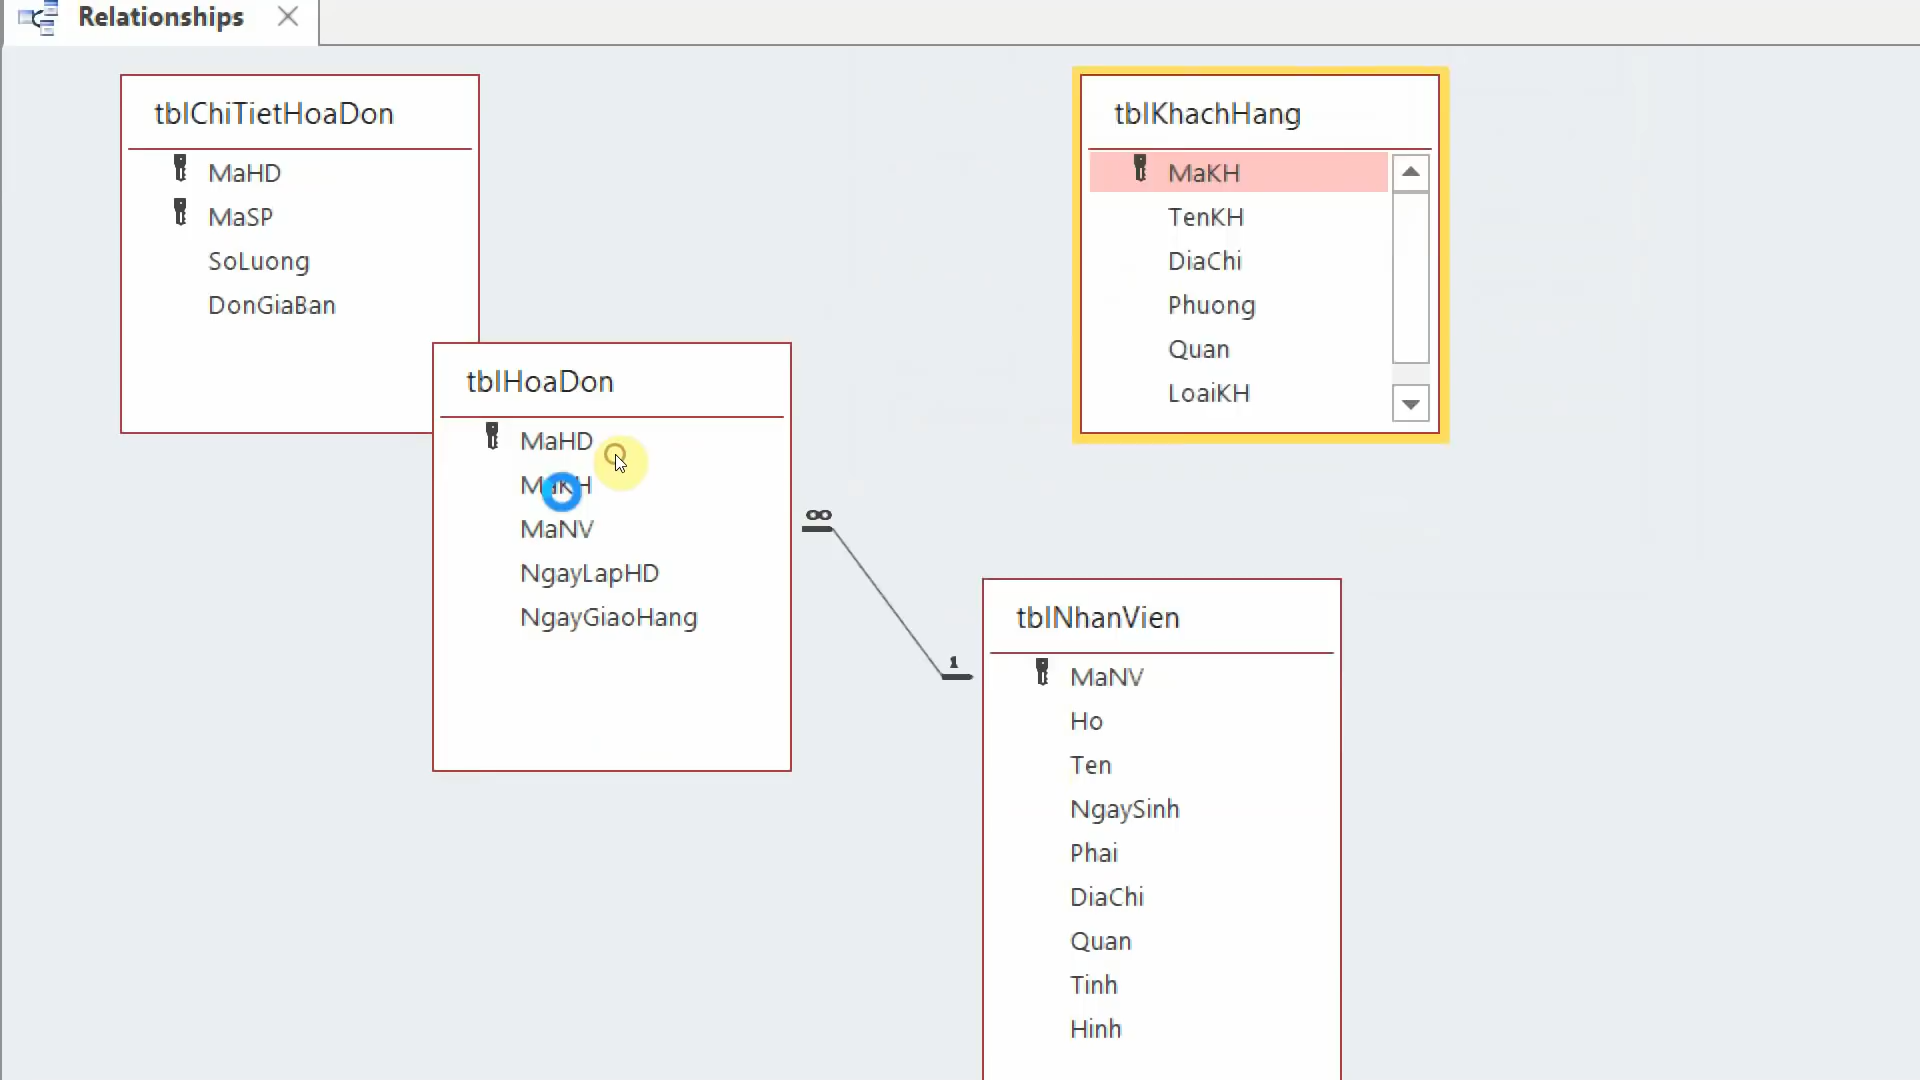 Relationships
tblChiTietHoaDon
MaHD
MaSP
SoLuong
DonGiaBan
tblKhachHang
MaKH
TenKH
DiaChi
Phuong
Quan
LoaiKH
tblHoaDon
MaHD
MaKH
MaNV
NgayLapHD
NgayGiaoHang
∞
1
tblNhanVien
MaNV
Ho
Ten
NgaySinh
Phai
DiaChi
Quan
Tinh
Hinh